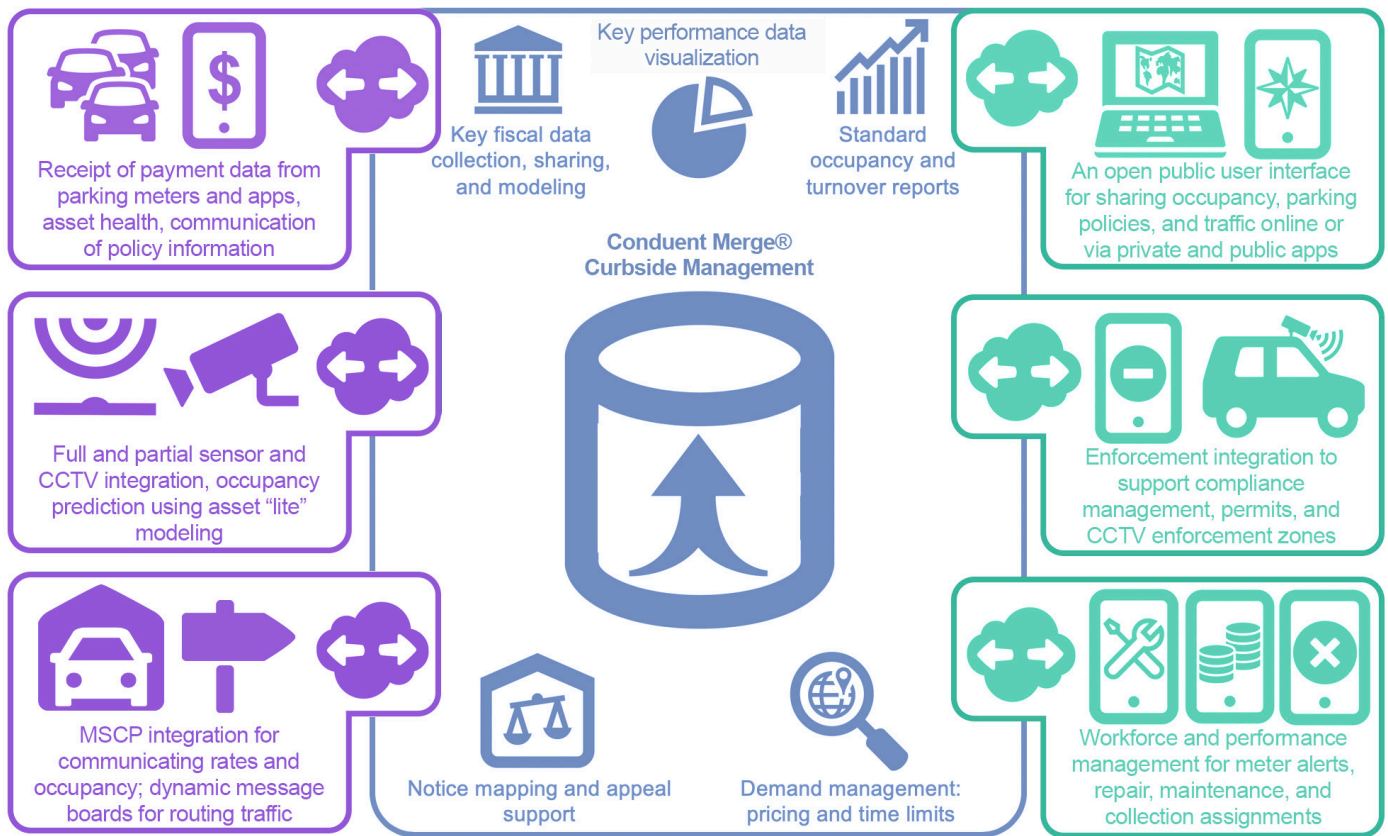 Receipt of payment data from
parking meters and apps,
asset health, communication
of policy information
Key fiscal data
collection, sharing,
and modeling
Key performance data
visualization
Standard
occupancy and
turnover reports
An open public user interface
for sharing occupancy, parking
policies, and traffic online or
via private and public apps
Conduent Merge®
Curbside Management
Full and partial sensor and
CCTV integration, occupancy
prediction using asset “lite”
modeling
Enforcement integration to
support compliance
management, permits, and
CCTV enforcement zones
MSCP integration for
communicating rates and
occupancy; dynamic message
boards for routing traffic
Notice mapping and appeal
support
Demand management:
pricing and time limits
Workforce and performance
management for meter alerts,
repair, maintenance, and
collection assignments